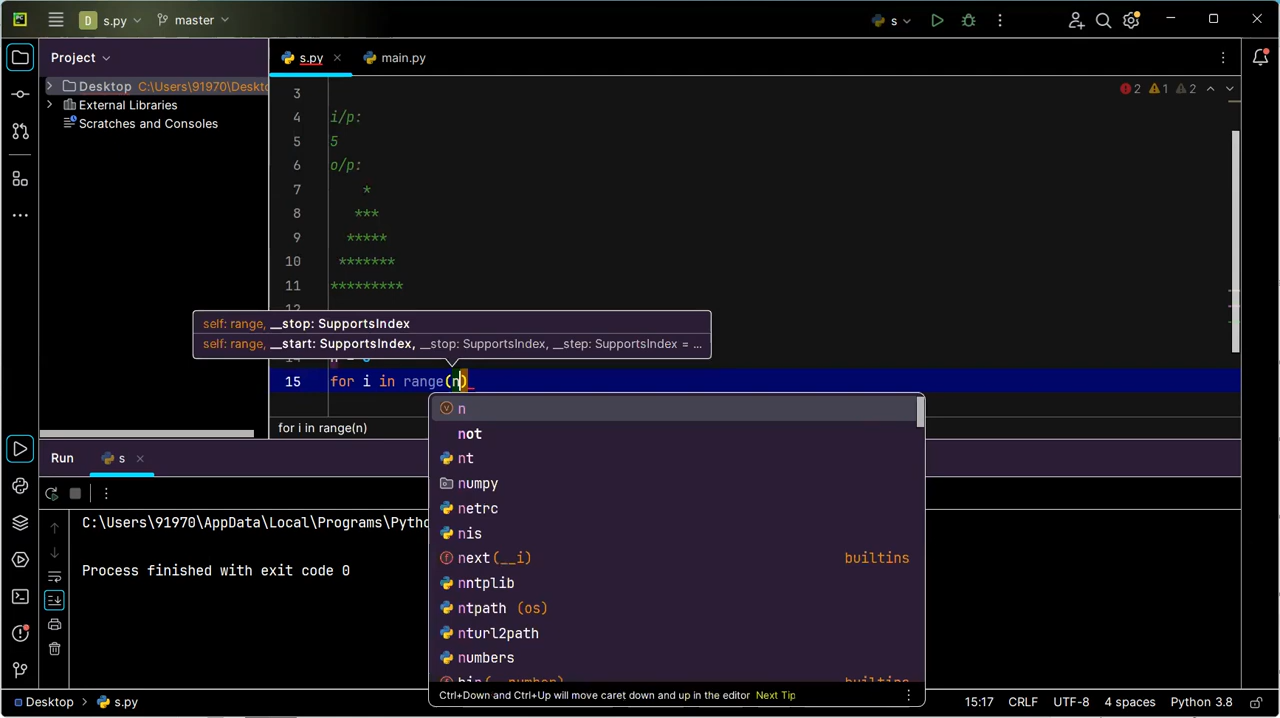 s.py master s
Project s.py main.py
Desktop C:\Users\91970\Deskto
External Libraries
Scratches and Consoles
2 1 2
3
4 i/p:
5 5
6 o/p:
7 *
8 ***
9 *****
10 *******
11 *********
self: range, __stop: SupportsIndex
self: range, __start: SupportsIndex, __stop: SupportsIndex, __step: SupportsIndex = ...
15 for i in range(n)
n
for i in range(n)
not
nt
Run s
numpy
netrc
C:\Users\91970\AppData\Local\Programs\Pytho
nis
next(__i) builtins
Process finished with exit code 0
nntplib
ntpath (os)
nturl2path
numbers
Ctrl+Down and Ctrl+Up will move caret down and up in the editor Next Tip
Desktop s.py 15:17 CRLF UTF-8 4 spaces Python 3.8